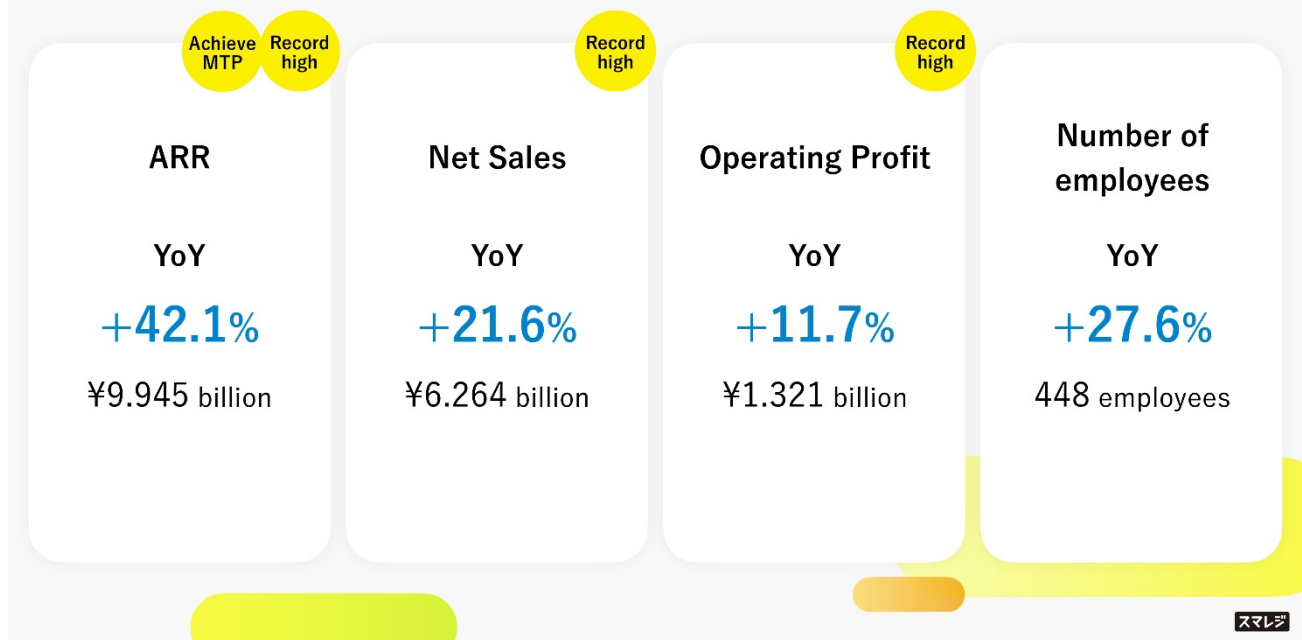 Achieve
MTP
Record
high
ARR
YoY
+42.1%
¥9.945 billion
Record
high
Net Sales
YoY
+21.6%
¥6.264 billion
Record
high
Operating Profit
YoY
+11.7%
¥1.321 billion
Number of
employees
YoY
+27.6%
448 employees
スマレジ